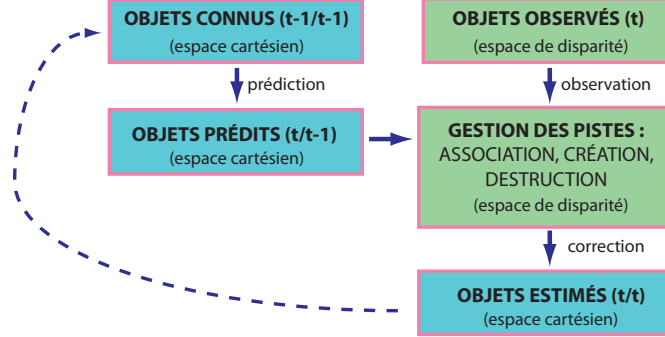 OBJETS CONNUS (t-1/t-1)
(espace cartésien)
OBJETS OBSERVÉS (t)
(espace de disparité)
prédiction
observation
OBJETS PRÉDITS (t/t-1)
(espace cartésien)
GESTION DES PISTES :
ASSOCIATION, CRÉATION,
DESTRUCTION
(espace de disparité)
correction
OBJETS ESTIMÉS (t/t)
(espace cartésien)